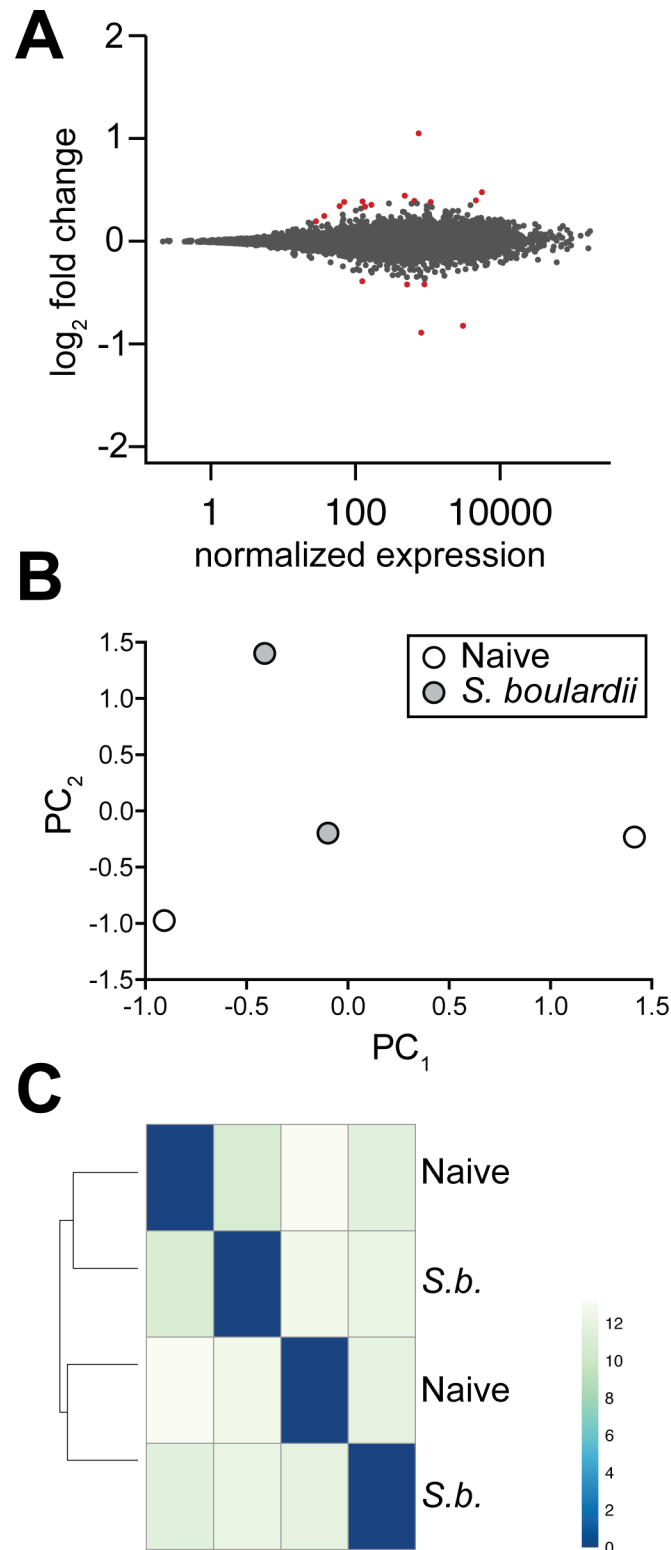 A
2
1
0
-1
-2
log2 fold change
1 100 10000
normalized expression
B
1.5
1.0
0.5
0.0
-0.5
-1.0
-1.5
PC2
Naive
S. boulardii
-1.0 -0.5 0.0 0.5 1.0 1.5
PC1
C
Naive
S.b.
Naive
S.b.
12
10
8
6
4
2
0